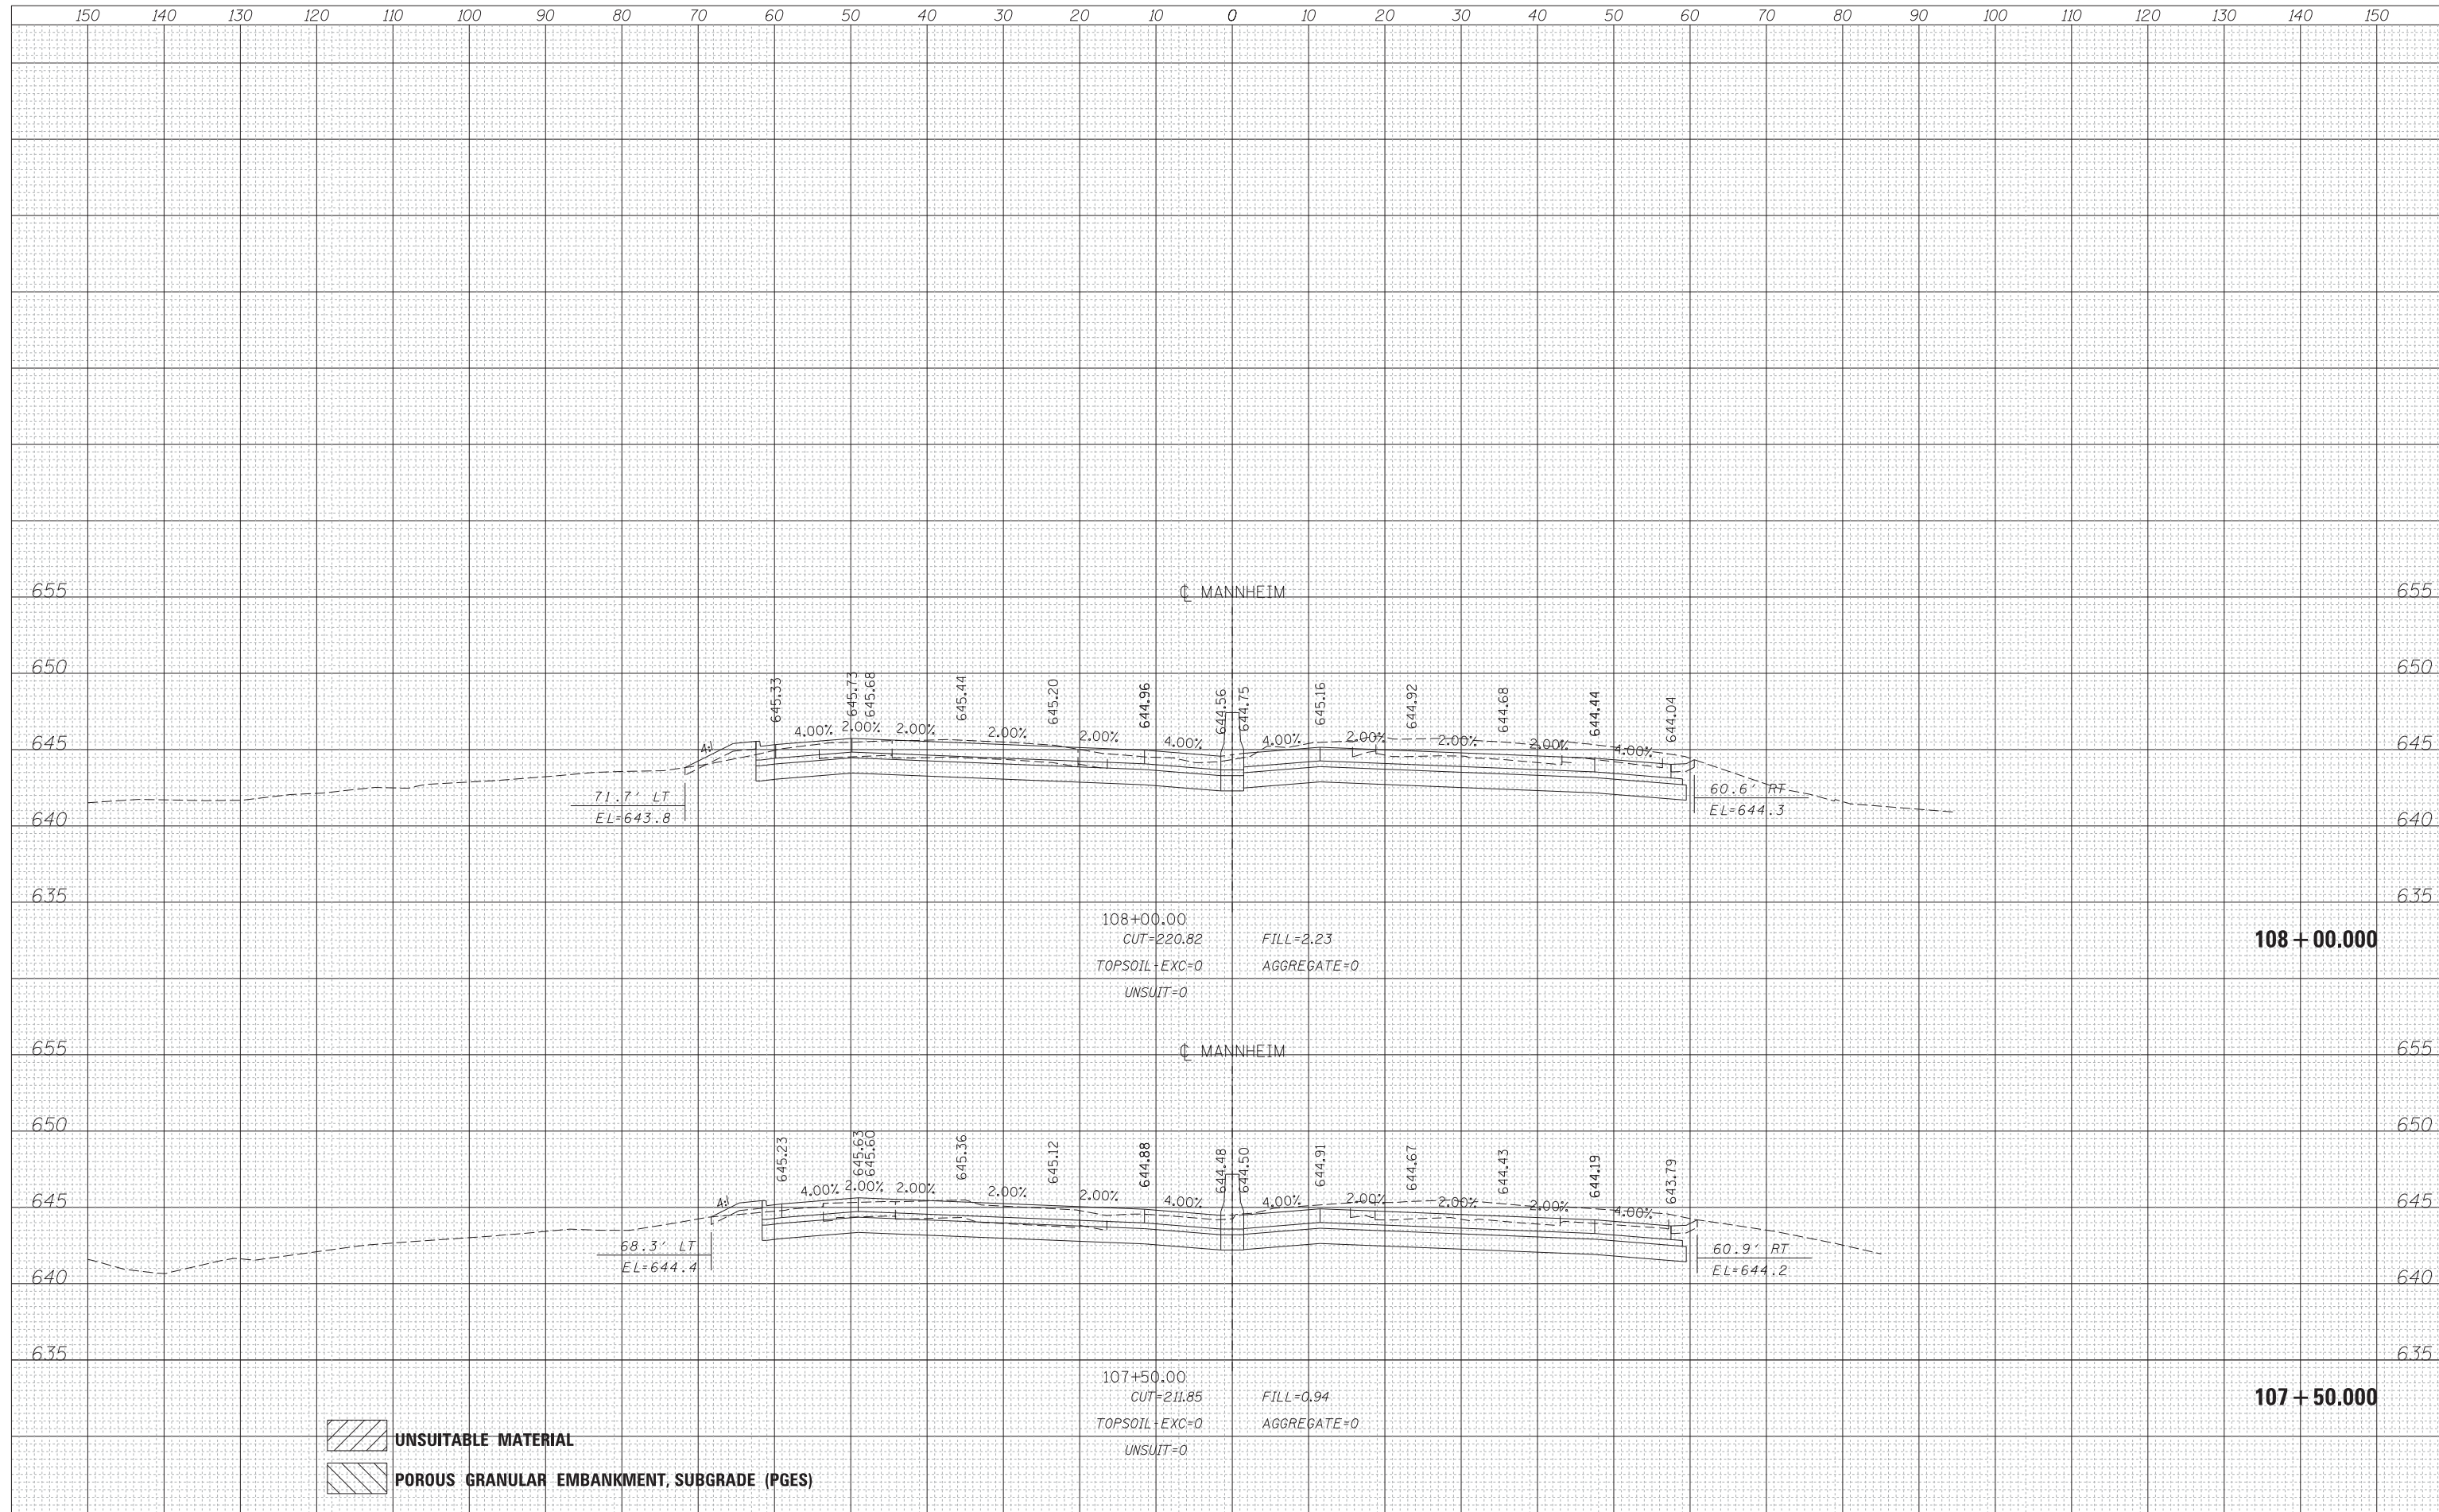 150 140 130 120 110 100 90 80 70 60 50 40 30 20 10 0 10 20 30 40 50 60 70 80 90 100 110 120 130 140 150
655 655
℄ MANNHEIM
650 650
645.33 645.73 645.68 645.44 645.20 644.96 644.56 644.75 645.16 644.92 644.68 644.44 644.04
4:1 4.00% 2.00% 2.00% 2.00% 2.00% 4.00% 4.00% 2.00% 2.00% 2.00% 4.00%
645 645
71.7' LT
EL=643.8
60.6' RT
EL=644.3
640 640
635 635
108+00.00
CUT=220.82 FILL=2.23
108+00.000
TOPSOIL-EXC=0 AGGREGATE=0
UNSUIT=0
655 655
℄ MANNHEIM
650 650
645.23 645.63 645.60 645.36 645.12 644.88 644.48 644.50 644.91 644.67 644.43 644.19 643.79
4:1 4.00% 2.00% 2.00% 2.00% 2.00% 4.00% 4.00% 2.00% 2.00% 2.00% 4.00%
645 645
68.3' LT
EL=644.4
60.9' RT
EL=644.2
640 640
635 635
107+50.00
CUT=211.85 FILL=0.94
107+50.000
TOPSOIL-EXC=0 AGGREGATE=0
UNSUIT=0
UNSUITABLE MATERIAL
POROUS GRANULAR EMBANKMENT, SUBGRADE (PGES)